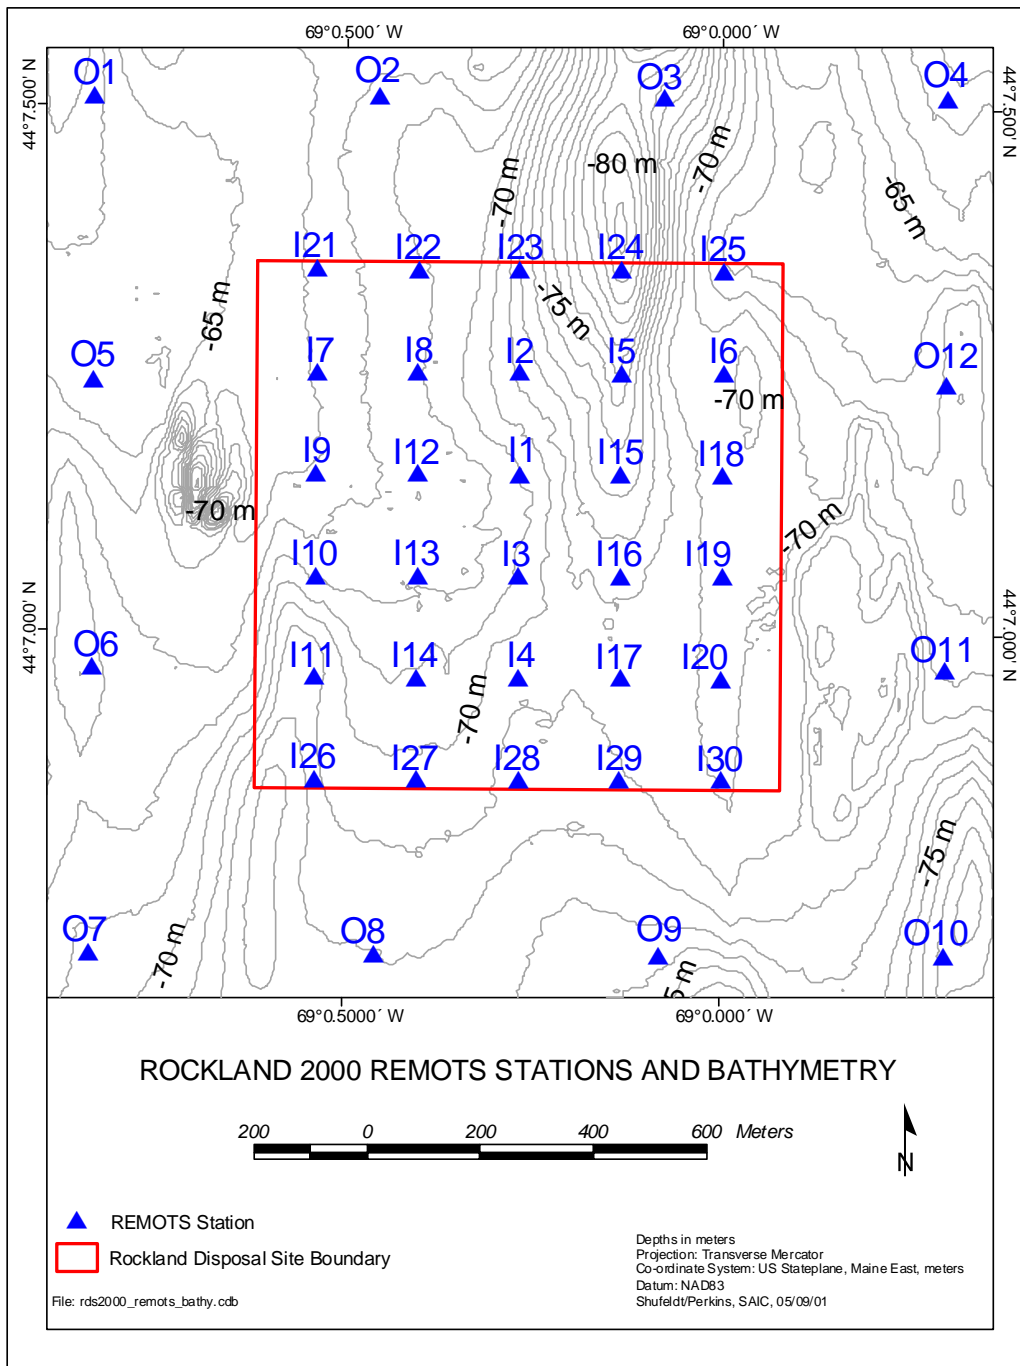 69°0.500´ W 69°0.000´ W
O1 O2 O3 O4
44°7.500´ N 44°7.500´ N
-80 m -70 m
-70 m -65 m
I21 I22 I23 I24 I25
-65 m -75 m
O5 I7 I8 I2 I5 I6 O12
-70 m
I9 I12 I1 I15 I18
-70 m -70 m
I10 I13 I3 I16 I19
44°7.000´ N 44°7.000´ N
O6 I11 I14 I4 I17 I20 O11
-70 m
I26 I27 I28 I29 I30
-75 m
O7 O8 O9 O10
-70 m 5 m
69°0.5000´ W 69°0.000´ W
ROCKLAND 2000 REMOTS STATIONS AND BATHYMETRY
200 0 200 400 600 Meters
N
REMOTS Station
Rockland Disposal Site Boundary
File: rds2000_remots_bathy.cdb
Depths in meters
Projection: Transverse Mercator
Co-ordinate System: US Stateplane, Maine East, meters
Datum: NAD83
Shufeldt/Perkins, SAIC, 05/09/01